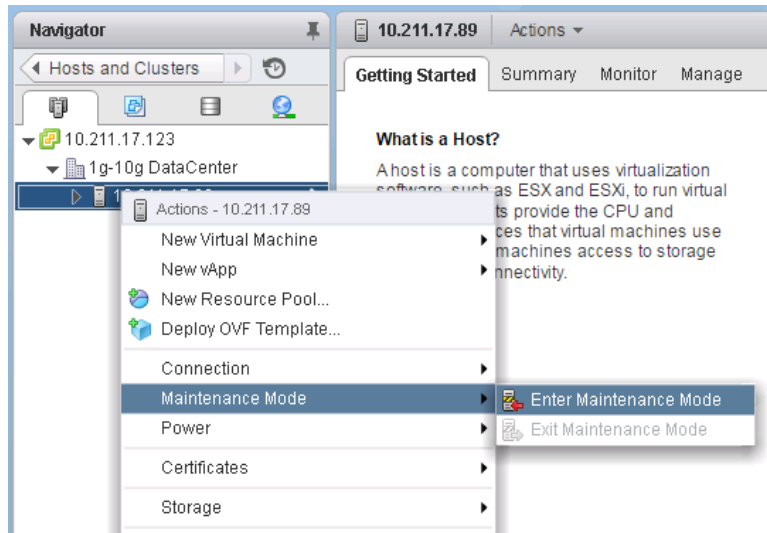 Navigator
10.211.17.89 Actions
Hosts and Clusters
Getting Started Summary Monitor Manage
10.211.17.123
1g-10g DataCenter
What is a Host?
A host is a computer that uses virtualization
software, such as ESX and ESXi, to run virtual
ts provide the CPU and
ces that virtual machines use
machines access to storage
nnectivity.
Actions - 10.211.17.89
New Virtual Machine
New vApp
New Resource Pool...
Deploy OVF Template...
Connection
Maintenance Mode
Enter Maintenance Mode
Power
Exit Maintenance Mode
Certificates
Storage